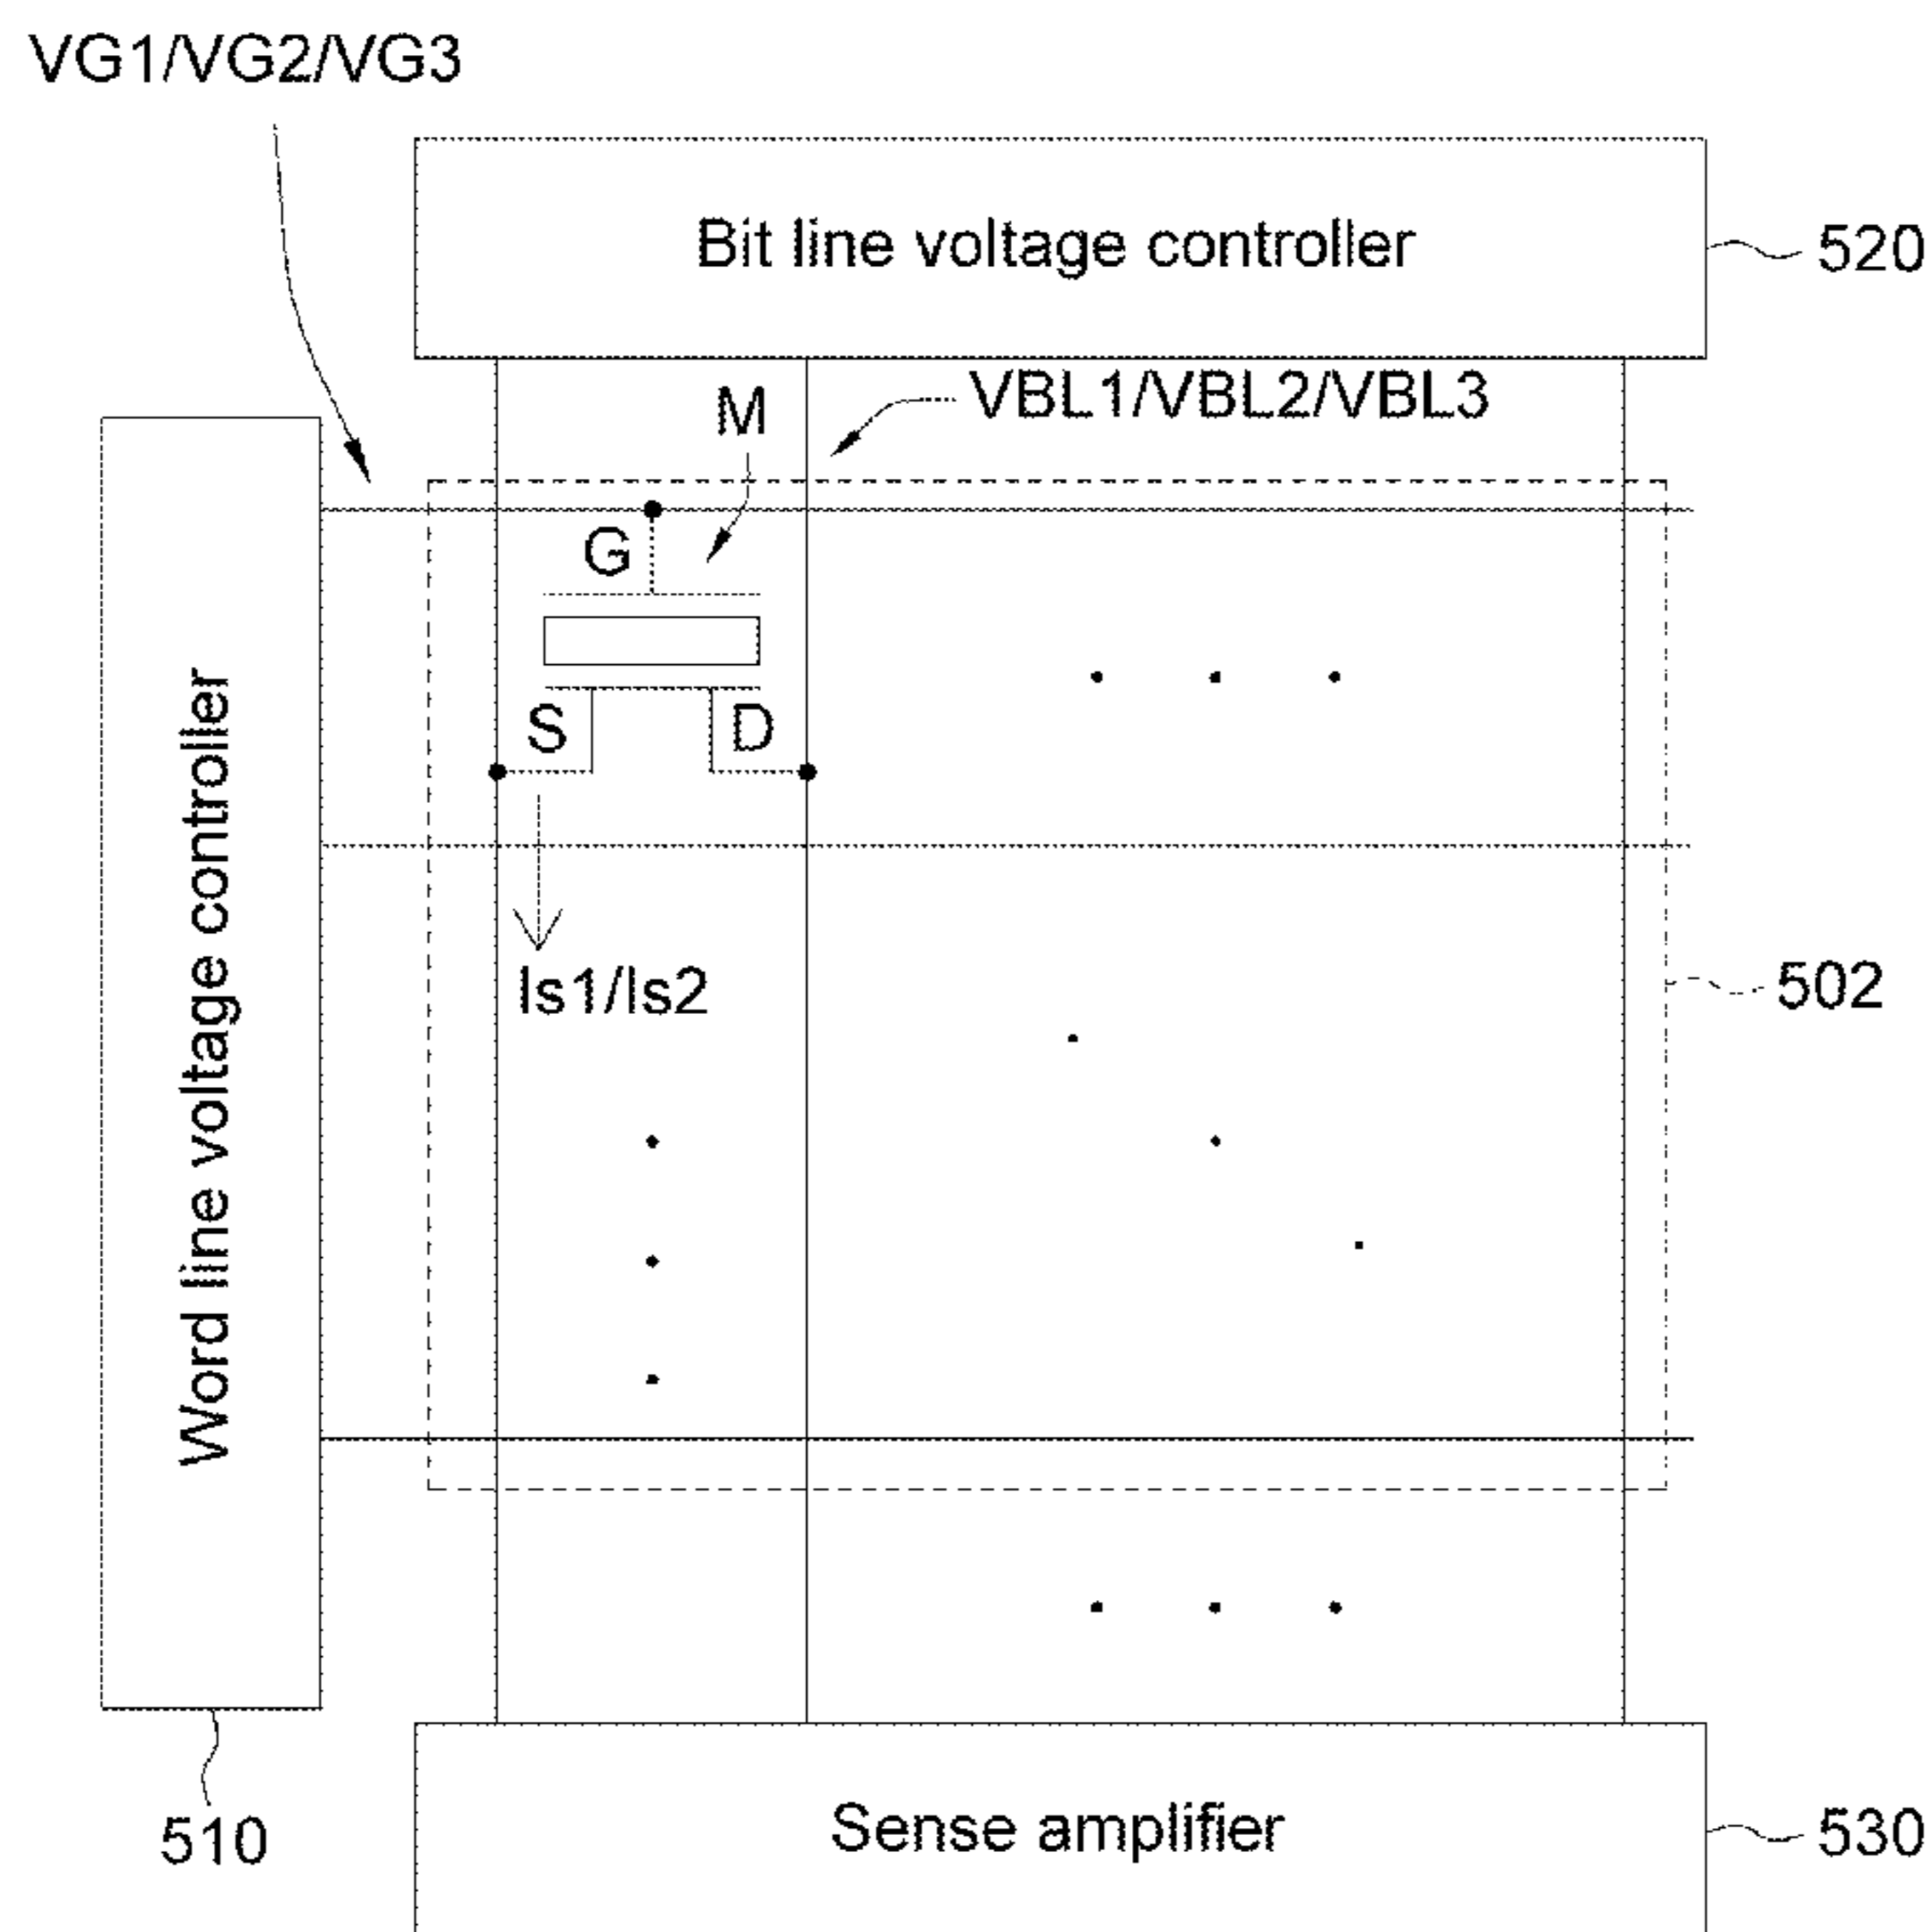 VG1/VG2/VG3
Bit line voltage controller
520
VBL1/VBL2/VBL3
M
G
S
D
Word line voltage controller
Is1/Is2
502
510
Sense amplifier
530